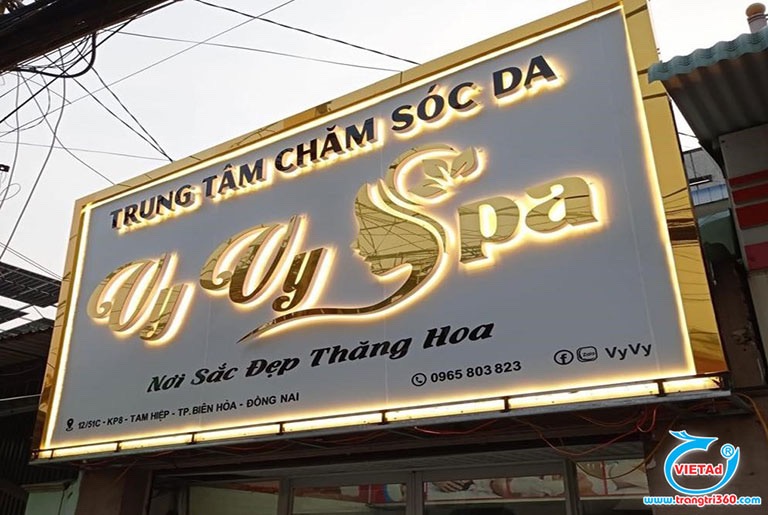 TRUNG TÂM CHĂM SÓC DA
Vy Vy Spa
Nơi Sắc Đẹp Thăng Hoa
0965 803 823
Zalo
VyVy
12/51C - KP8 - TAM HIỆP - TP. BIÊN HÒA - ĐỒNG NAI
VIETAd
®
www.trangtri360.com